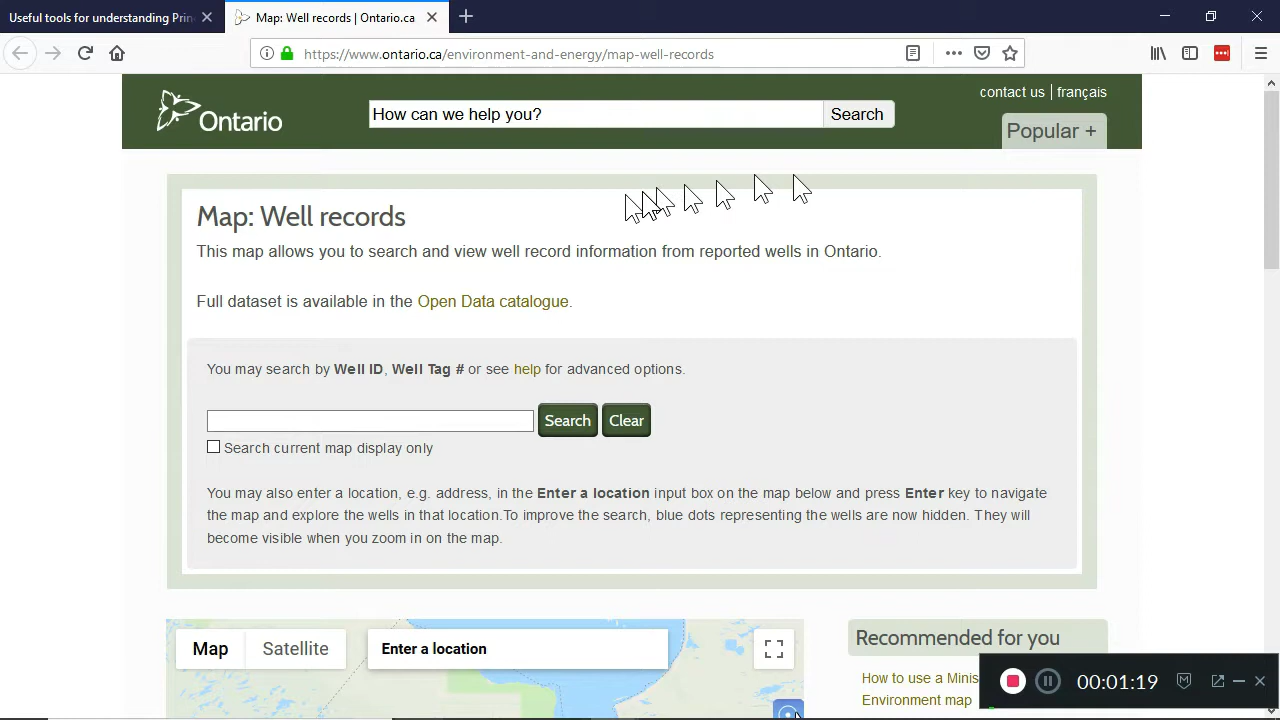 Useful tools for understanding Prin
Map: Well records | Ontario.ca
https://www.ontario.ca/environment-and-energy/map-well-records
contact us | français
Ontario
How can we help you?
Search
Popular +
Map: Well records
This map allows you to search and view well record information from reported wells in Ontario.
Full dataset is available in the Open Data catalogue.
You may search by Well ID, Well Tag # or see help for advanced options.
Search
Clear
Search current map display only
You may also enter a location, e.g. address, in the Enter a location input box on the map below and press Enter key to navigate
the map and explore the wells in that location.To improve the search, blue dots representing the wells are now hidden. They will
become visible when you zoom in on the map.
Map
Satellite
Enter a location
Recommended for you
How to use a Minis
Environment map
00:01:19